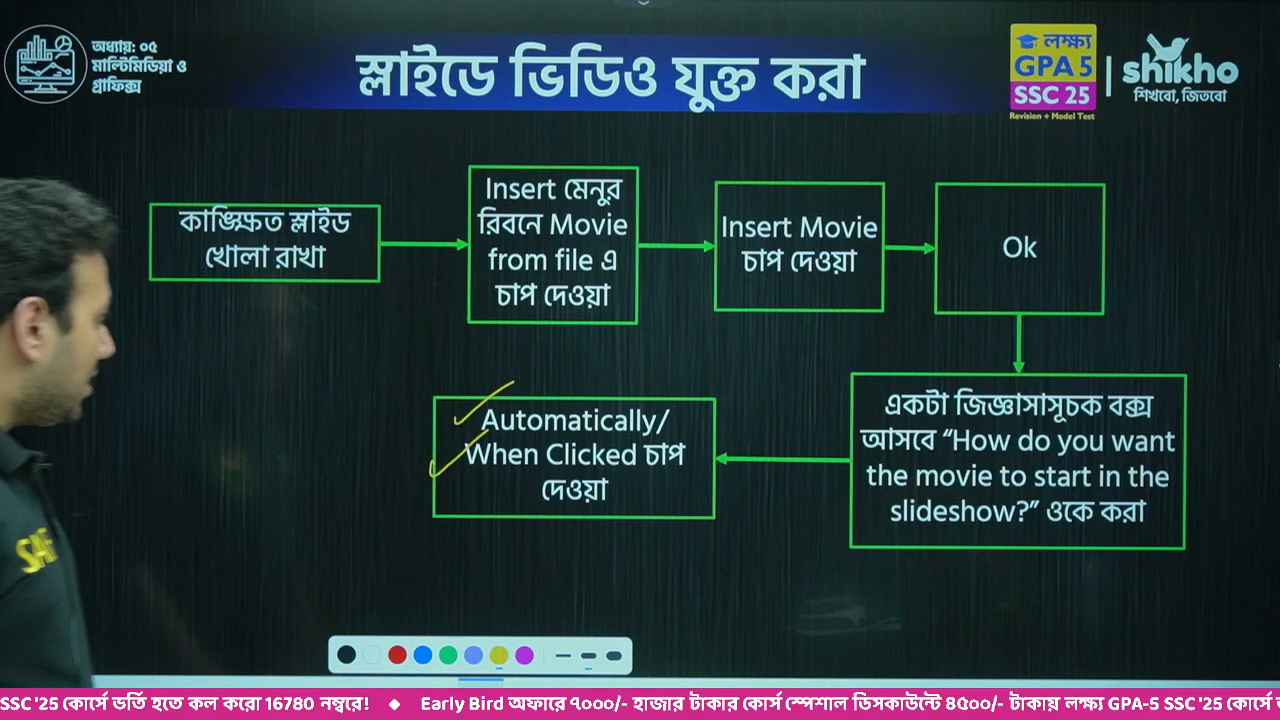 অধ্যায়: ০৫
মাল্টিমিডিয়া ও
গ্রাফিক্স
স্লাইডে ভিডিও যুক্ত করা
লক্ষ্য
GPA 5
SSC 25
Revision + Model Test
shikho
শিখবো, জিতবো
কাঙ্ক্ষিত স্লাইড
খোলা রাখা
Insert মেনুর
রিবনে Movie
from file এ
চাপ দেওয়া
Insert Movie
চাপ দেওয়া
Ok
একটা জিজ্ঞাসাসূচক বক্স
আসবে “How do you want
the movie to start in the
slideshow?” ওকে করা
Automatically/
When Clicked চাপ
দেওয়া
SSC '25 কোর্সে ভর্তি হতে কল করো 16780 নম্বরে! ◆ Early Bird অফারে ৭০০০/- হাজার টাকার কোর্স স্পেশাল ডিসকাউন্টে ৪৫০০/- টাকায় লক্ষ্য GPA-5 SSC '25 কোর্সে